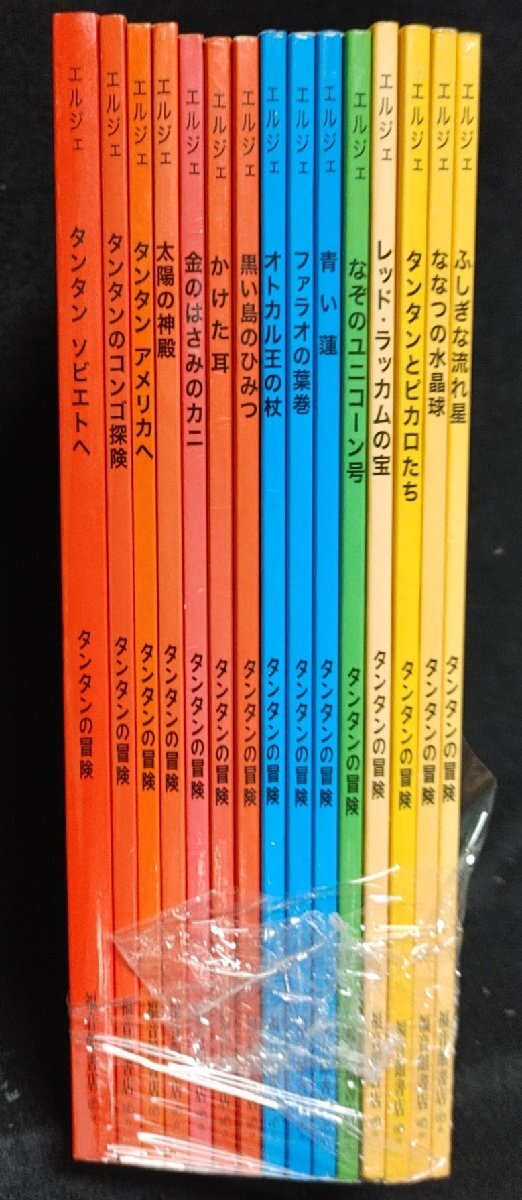 エルジェ
タンタン ソビエトへ
タンタンの冒険
エルジェ
タンタンのコンゴ探険
タンタンの冒険
エルジェ
タンタン アメリカへ
タンタンの冒険
エルジェ
太陽の神殿
タンタンの冒険
エルジェ
金のはさみのカニ
タンタンの冒険
エルジェ
かけた耳
タンタンの冒険
エルジェ
黒い島のひみつ
タンタンの冒険
エルジェ
オトカル王の杖
タンタンの冒険
エルジェ
ファラオの葉巻
タンタンの冒険
エルジェ
青い蓮
タンタンの冒険
エルジェ
なぞのユニコーン号
タンタンの冒険
エルジェ
レッド・ラッカムの宝
タンタンの冒険
エルジェ
タンタンとピカロたち
タンタンの冒険
エルジェ
ななつの水晶球
タンタンの冒険
エルジェ
ふしぎな流れ星
タンタンの冒険